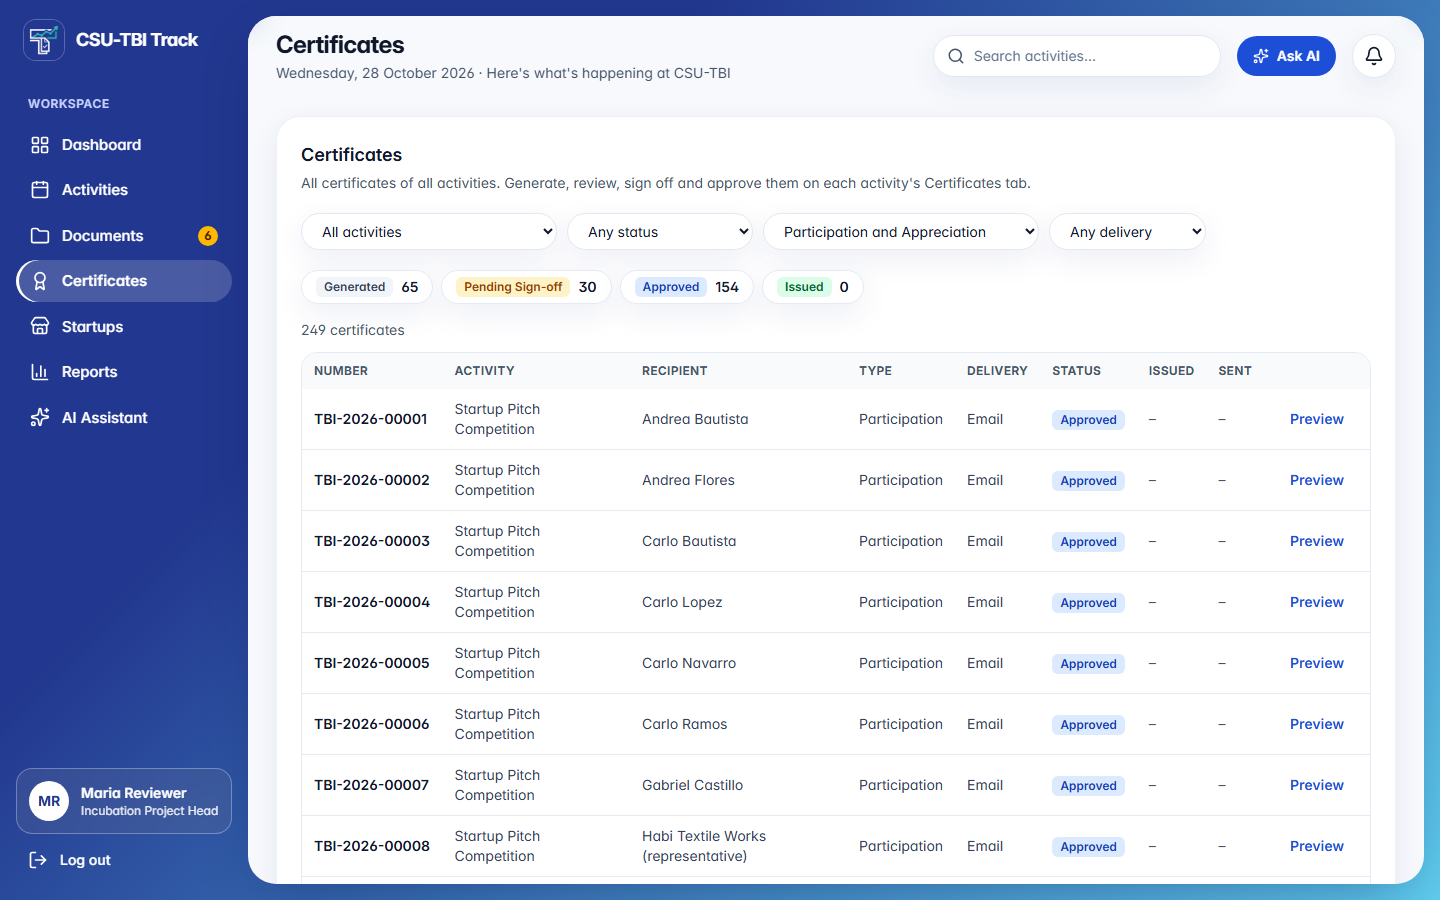 CSU-TBI Track
WORKSPACE
Dashboard
Activities
Documents 6
Certificates
Startups
Reports
AI Assistant
MR
Maria Reviewer
Incubation Project Head
Log out
Certificates
Wednesday, 28 October 2026 · Here's what's happening at CSU-TBI
Search activities...
Ask AI
Certificates
All certificates of all activities. Generate, review, sign off and approve them on each activity's Certificates tab.
All activities Any status Participation and Appreciation Any delivery
Generated 65 Pending Sign-off 30 Approved 154 Issued 0
249 certificates
NUMBER ACTIVITY RECIPIENT TYPE DELIVERY STATUS ISSUED SENT
TBI-2026-00001 Startup Pitch Competition Andrea Bautista Participation Email Approved – – Preview
TBI-2026-00002 Startup Pitch Competition Andrea Flores Participation Email Approved – – Preview
TBI-2026-00003 Startup Pitch Competition Carlo Bautista Participation Email Approved – – Preview
TBI-2026-00004 Startup Pitch Competition Carlo Lopez Participation Email Approved – – Preview
TBI-2026-00005 Startup Pitch Competition Carlo Navarro Participation Email Approved – – Preview
TBI-2026-00006 Startup Pitch Competition Carlo Ramos Participation Email Approved – – Preview
TBI-2026-00007 Startup Pitch Competition Gabriel Castillo Participation Email Approved – – Preview
TBI-2026-00008 Startup Pitch Competition Habi Textile Works (representative) Participation Email Approved – – Preview